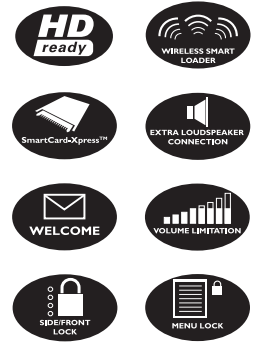 HD
ready
WIRELESS SMART
LOADER
SmartCard-Xpress™
EXTRA LOUDSPEAKER
CONNECTION
WELCOME
VOLUME LIMITATION
SIDE/FRONT
LOCK
MENU LOCK